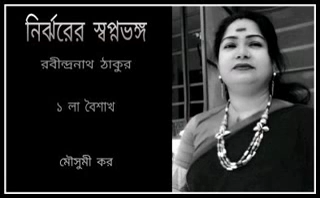 নির্ঝরের স্বপ্নভঙ্গ
রবীন্দ্রনাথ ঠাকুর
১ লা বৈশাখ
মৌসুমী কর